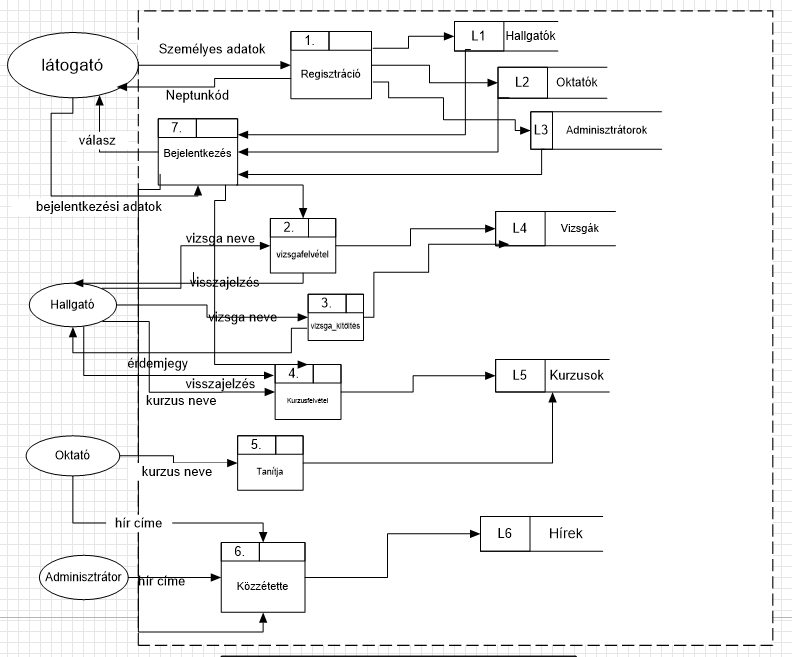 látogató
Személyes adatok
Neptunkód
1.
Regisztráció
L1 Hallgatók
L2 Oktatók
L3 Adminisztrátorok
válasz
7.
Bejelentkezés
bejelentkezési adatok
vizsga neve
2.
vizsgafelvétel
L4 Vizsgák
visszajelzés
Hallgató
vizsga neve
3.
vizsga_kitöltés
érdemjegy
visszajelzés
kurzus neve
4.
Kurzusfelvétel
L5 Kurzusok
Oktató
kurzus neve
5.
Tanítja
hír címe
6.
Közzétette
L6 Hírek
Adminisztrátor
hír címe